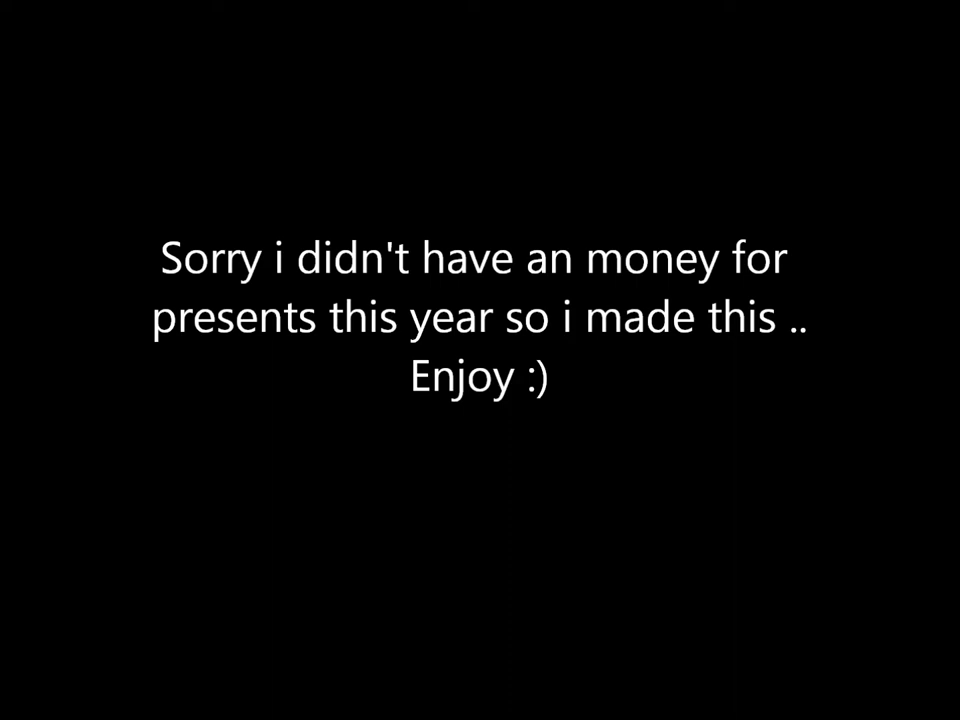 Sorry i didn't have an money for
presents this year so i made this ..
Enjoy :)